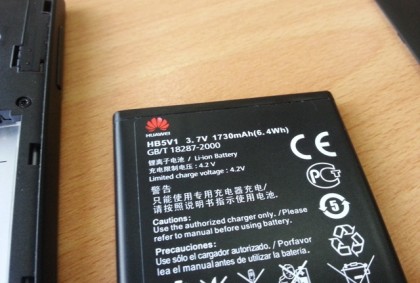 HUAWEI
HB5V1 3.7V 1730mAh(6.4Wh)
GB/T 18287-2000
锂离子电池 / Li-ion Battery
充电限制电压: 4.2 V
Limited charge voltage: 4.2V
警告
只能使用专用充电器充电/
请按照说明书指示使用。
Cautions:
Use the authorized charger only. / Please
refer to manual before using battery.
Precauciones:
Use sólo el cargador autorizado. / Porfavor
lea el manual antes de utilizar la batería.
CE
5
Li-ion